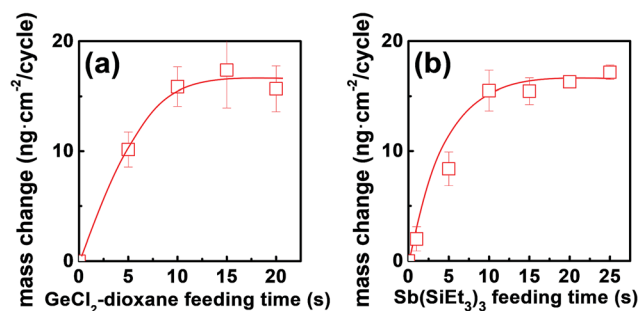 (a)
mass change (ng·cm⁻²/cycle)
20
10
0
0 5 10 15 20
GeCl₂-dioxane feeding time (s)
(b)
mass change (ng·cm⁻²/cycle)
20
10
0
0 5 10 15 20 25
Sb(SiEt₃)₃ feeding time (s)